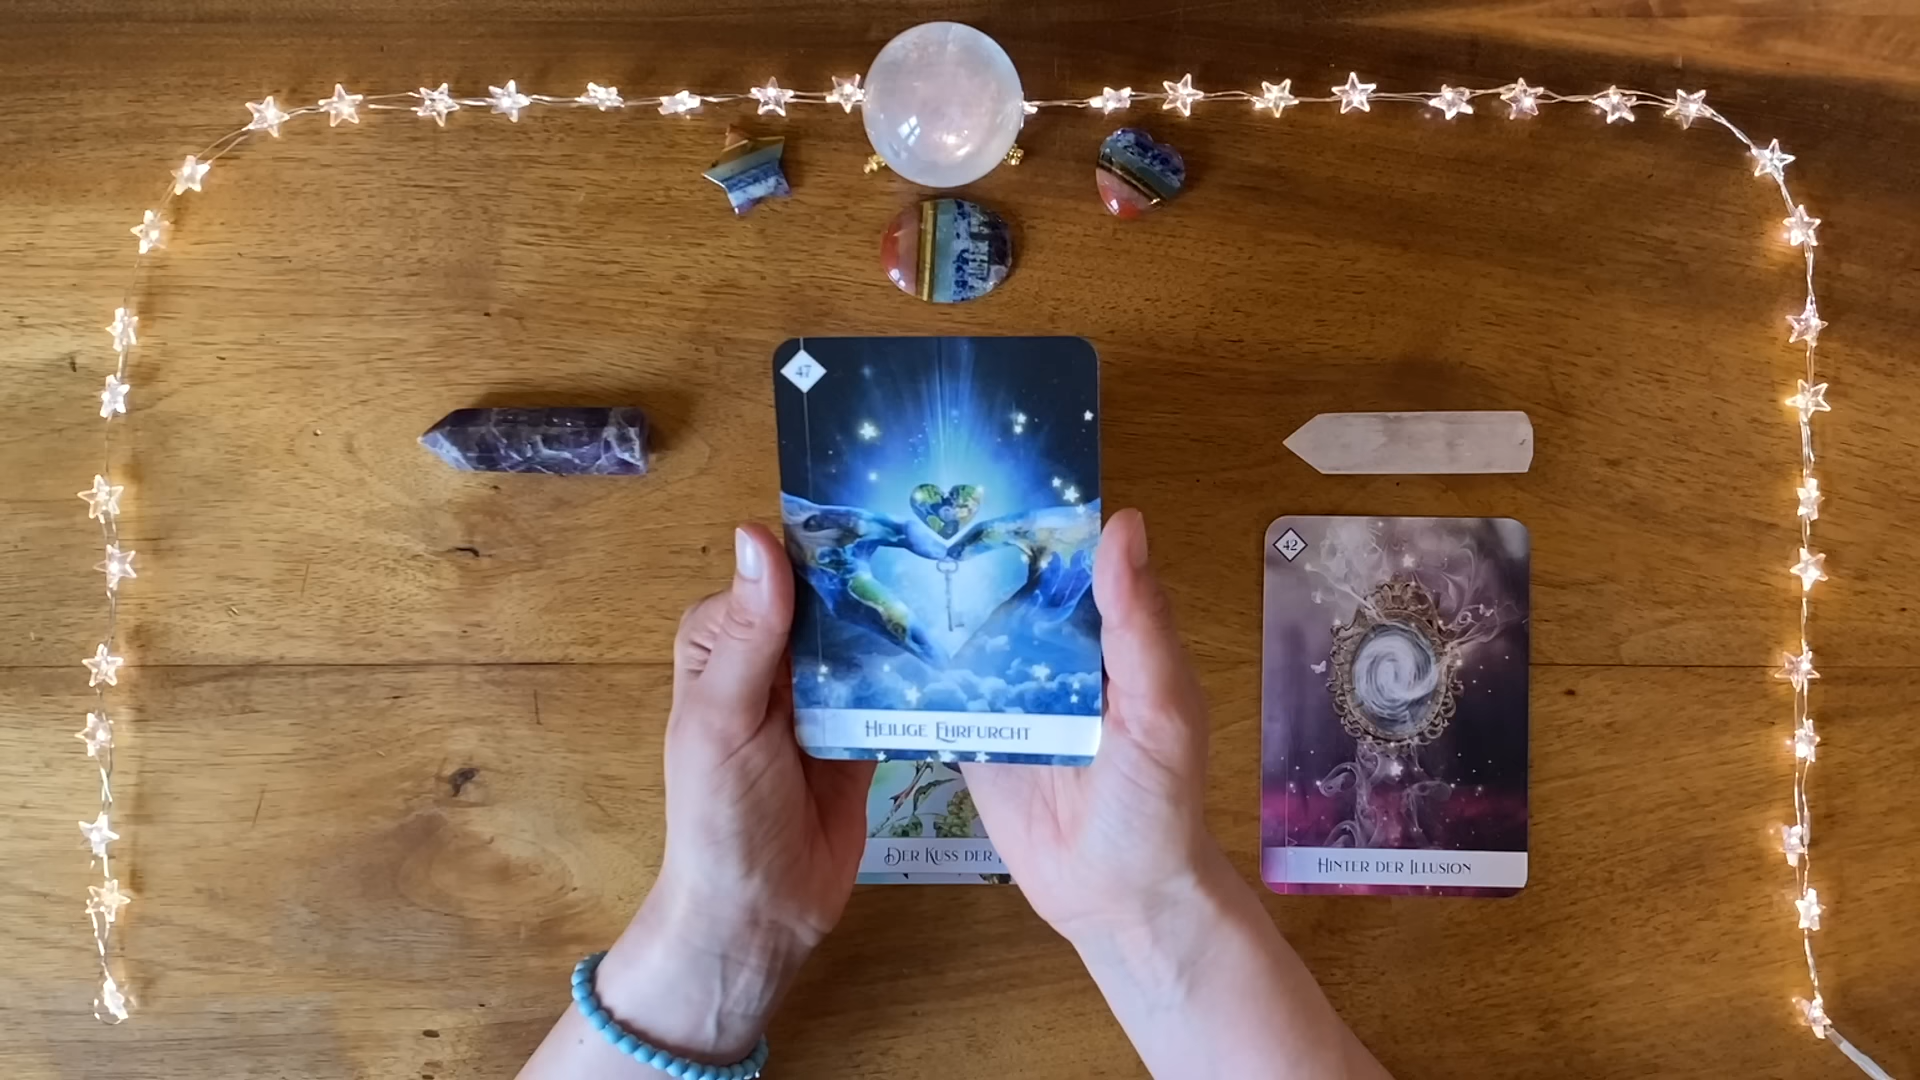 47
HEILIGE EHRFURCHT
DER KUSS DER
42
HINTER DER ILLUSION